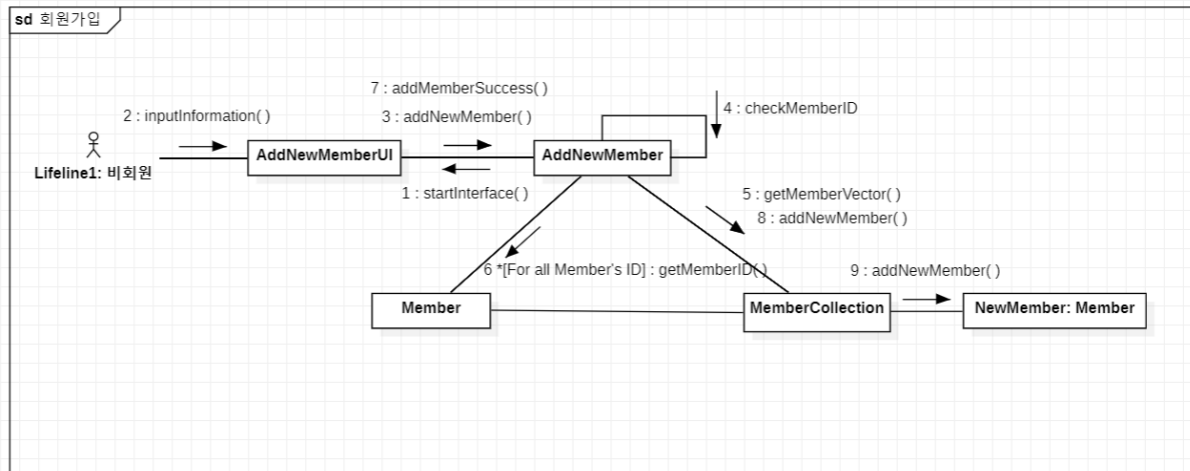 sd 회원가입
7 : addMemberSuccess( )
2 : inputInformation( )
3 : addNewMember( )
4 : checkMemberID
AddNewMemberUI
AddNewMember
Lifeline1: 비회원
1 : startInterface( )
5 : getMemberVector( )
8 : addNewMember( )
6 *[For all Member's ID] : getMemberID( )
9 : addNewMember( )
Member
MemberCollection
NewMember: Member